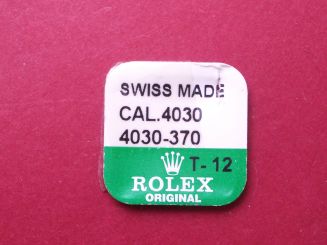 SWISS MADE
CAL.4030
4030-370
T-12
ROLEX
ORIGINAL